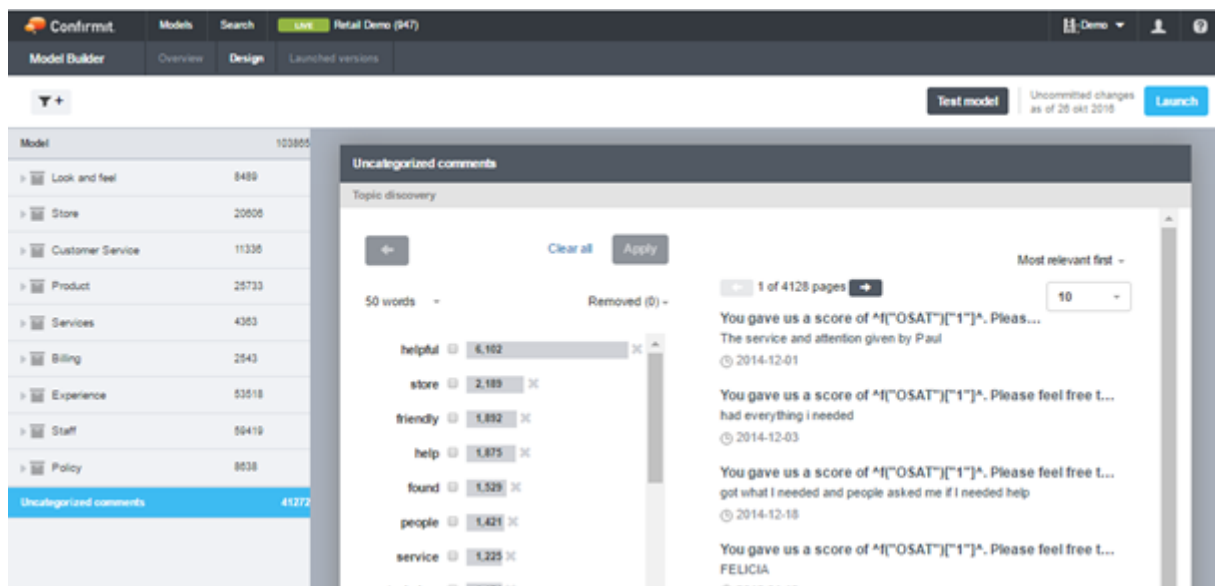 Confirmit. Models Search LIVE Retail Demo (947) Demo
Model Builder Overview Design Launched versions
Test model Uncommitted changes as of 26 okt 2016 Launch
Model 103865
Look and feel 8489
Store 20606
Customer Service 11336
Product 25733
Services 4363
Billing 2543
Experience 53518
Staff 59419
Policy 8638
Uncategorized comments 41272
Uncategorized comments
Topic discovery
Clear all Apply
50 words Removed (0)
helpful 6,102
store 2,189
friendly 1,892
help 1,875
found 1,529
people 1,421
service 1,225
Most relevant first
1 of 4128 pages 10
You gave us a score of ^f("OSAT")["1"]^. Pleas...
The service and attention given by Paul
2014-12-01
You gave us a score of ^f("OSAT")["1"]^. Please feel free t...
had everything i needed
2014-12-03
You gave us a score of ^f("OSAT")["1"]^. Please feel free t...
got what I needed and people asked me if I needed help
2014-12-18
You gave us a score of ^f("OSAT")["1"]^. Please feel free t...
FELICIA